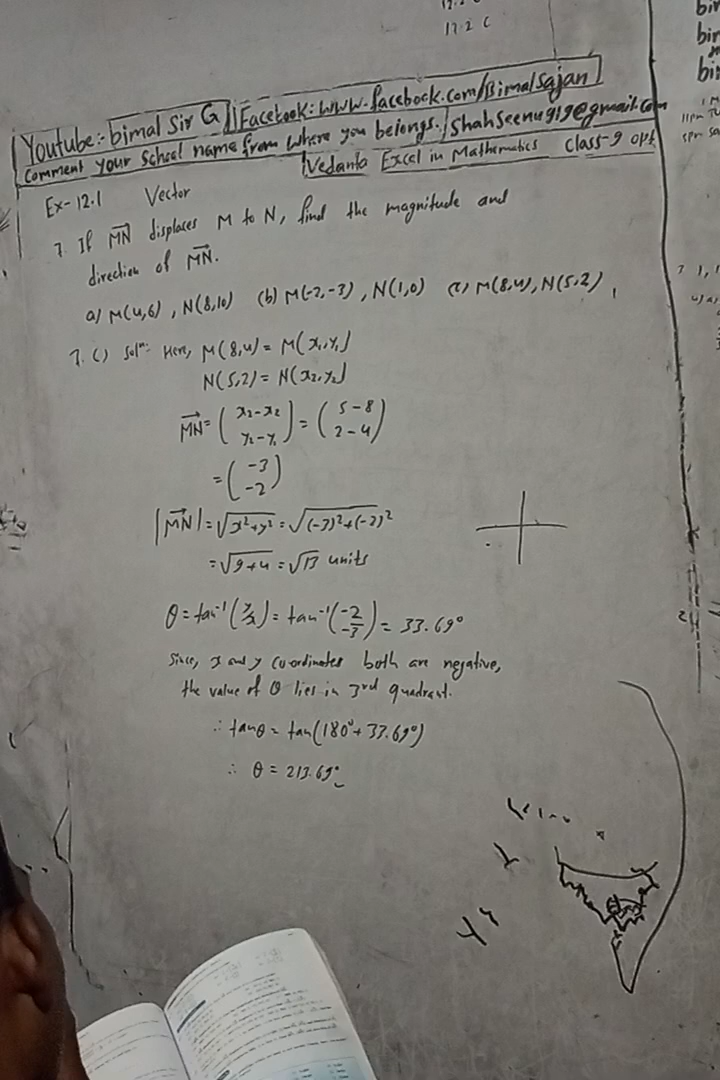 12.2 C
Youtube:- bimal Sir G || Facebook: www.facebook.com/Bimalsajan
Comment your school name from where you belongs. / shahseenu919@gmail.com
Vedanta Excel in Mathematics class-9 opt
Ex-12.1 Vector
7. If MN displaces M to N, find the magnitude and
direction of MN.
a) M(4,6), N(8,10) (b) M(-2,-3), N(1,0) (c) M(8,4), N(5,2),
7. c) Solⁿ: Here, M(8,4) = M(x₁,y₁)
N(5,2) = N(x₂,y₂)
MN = ( x₂-x₂ y₂-y₁ ) = ( 5-8 2-4 )
= ( -3 -2 )
|MN| = √x²+y² = √(-3)²+(-2)²
= √9+4 = √13 units
θ = tan⁻¹(y/x) = tan⁻¹(-2/-3) = 33.69°
Since, x and y co-ordinates both are negative,
the value of θ lies in 3rd quadrant.
∴ tanθ = tan(180°+33.69°)
∴ θ = 213.69°